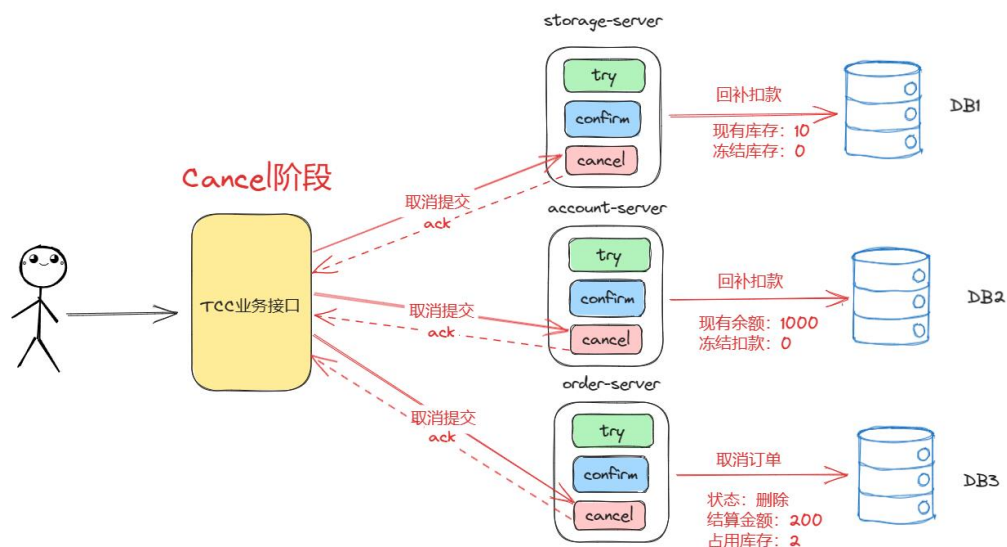 storage-server
try
confirm
cancel
回补扣款
现有库存：10
冻结库存：0
DB1
Cancel阶段
取消提交
ack
TCC业务接口
account-server
try
confirm
cancel
取消提交
ack
回补扣款
现有余额：1000
冻结扣款：0
DB2
order-server
try
confirm
cancel
取消提交
ack
取消订单
状态：删除
结算金额：200
占用库存：2
DB3